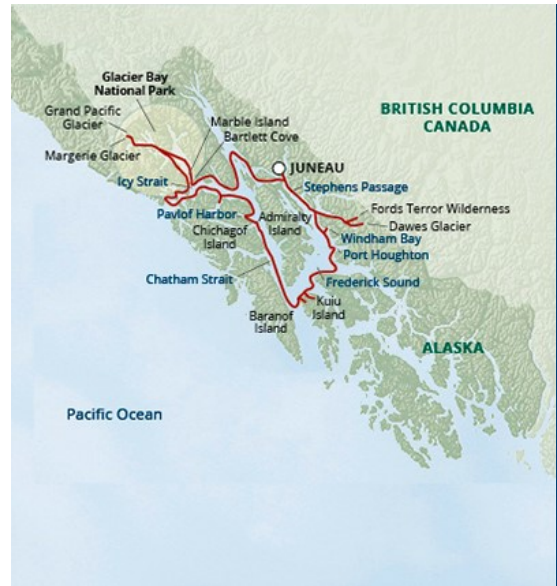 Glacier Bay
National Park
Grand Pacific
Glacier
Marble Island
Bartlett Cove
Margerie Glacier
BRITISH COLUMBIA
CANADA
JUNEAU
Icy Strait
Stephens Passage
Pavlof Harbor
Fords Terror Wilderness
Admiralty
Island
Dawes Glacier
Chichagof
Island
Windham Bay
Port Houghton
Chatham Strait
Frederick Sound
Kuiu
Island
Baranof
Island
ALASKA
Pacific Ocean